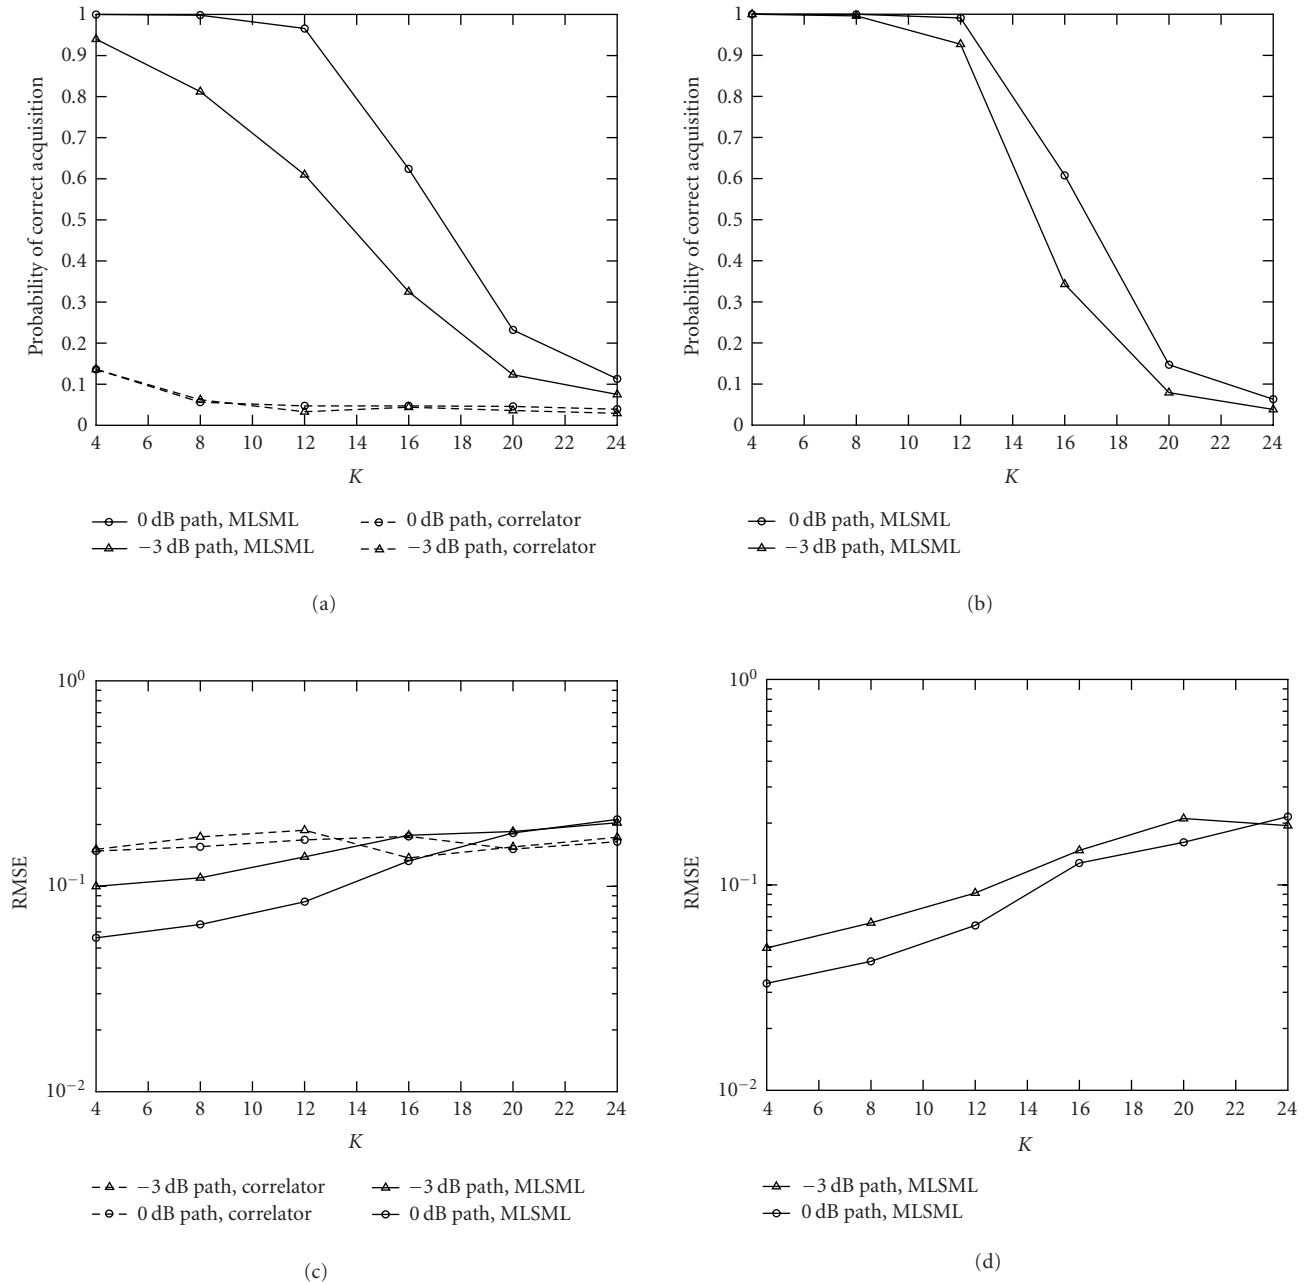 Probability of correct acquisition
1
0.9
0.8
0.7
0.6
0.5
0.4
0.3
0.2
0.1
0
4 6 8 10 12 14 16 18 20 22 24
K
0 dB path, MLSML
−3 dB path, MLSML
0 dB path, correlator
−3 dB path, correlator
(a)
Probability of correct acquisition
1
0.9
0.8
0.7
0.6
0.5
0.4
0.3
0.2
0.1
0
4 6 8 10 12 14 16 18 20 22 24
K
0 dB path, MLSML
−3 dB path, MLSML
(b)
RMSE
10⁰
10⁻¹
10⁻²
4 6 8 10 12 14 16 18 20 22 24
K
−3 dB path, correlator
0 dB path, correlator
−3 dB path, MLSML
0 dB path, MLSML
(c)
RMSE
10⁰
10⁻¹
10⁻²
4 6 8 10 12 14 16 18 20 22 24
K
−3 dB path, MLSML
0 dB path, MLSML
(d)